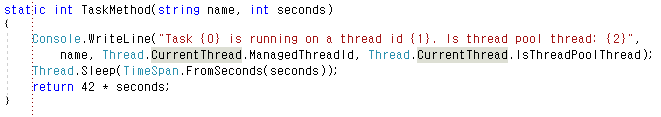 static int TaskMethod(string name, int seconds)
{
Console.WriteLine("Task {0} is running on a thread id {1}. Is thread pool thread: {2}",
name, Thread.CurrentThread.ManagedThreadId, Thread.CurrentThread.IsThreadPoolThread);
Thread.Sleep(TimeSpan.FromSeconds(seconds));
return 42 * seconds;
}